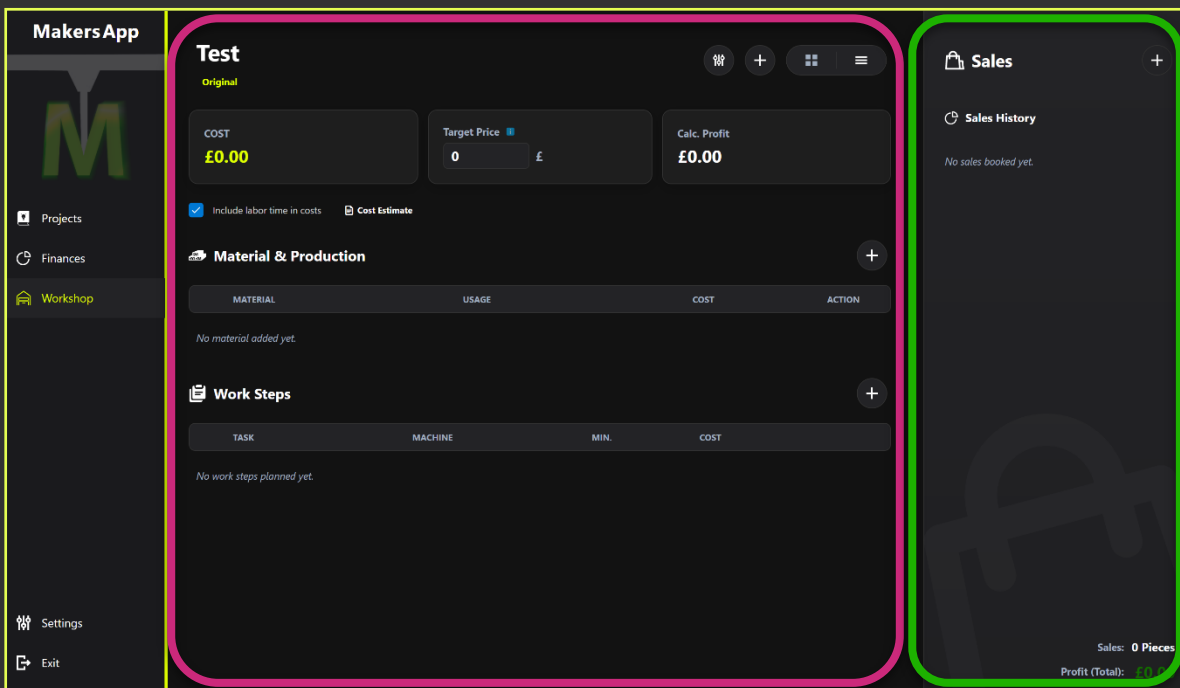 MakersApp
M
Projects
Finances
Workshop
Settings
Exit
Test
Original
COST
£0.00
Target Price
0 £
Calc. Profit
£0.00
Include labor time in costs
Cost Estimate
Material & Production
MATERIAL USAGE COST ACTION
No material added yet.
Work Steps
TASK MACHINE MIN. COST
No work steps planned yet.
Sales
Sales History
No sales booked yet.
Sales: 0 Pieces
Profit (Total):